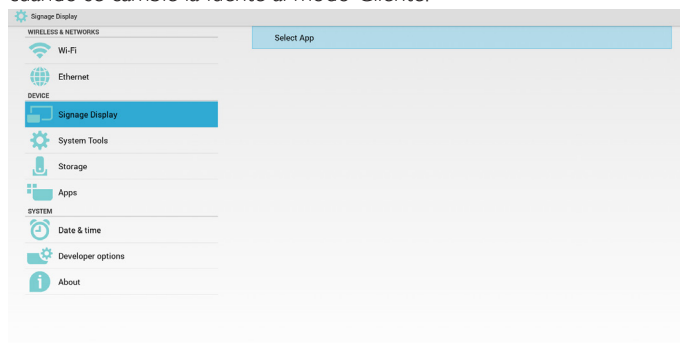 Signage Display
WIRELESS & NETWORKS
Wi-Fi
Ethernet
DEVICE
Signage Display
System Tools
Storage
Apps
SYSTEM
Date & time
Developer options
About
Select App